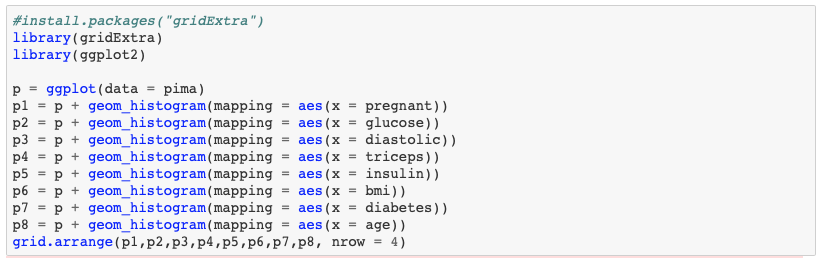 #install.packages("gridExtra")
library(gridExtra)
library(ggplot2)

p = ggplot(data = pima)
p1 = p + geom_histogram(mapping = aes(x = pregnant))
p2 = p + geom_histogram(mapping = aes(x = glucose))
p3 = p + geom_histogram(mapping = aes(x = diastolic))
p4 = p + geom_histogram(mapping = aes(x = triceps))
p5 = p + geom_histogram(mapping = aes(x = insulin))
p6 = p + geom_histogram(mapping = aes(x = bmi))
p7 = p + geom_histogram(mapping = aes(x = diabetes))
p8 = p + geom_histogram(mapping = aes(x = age))
grid.arrange(p1,p2,p3,p4,p5,p6,p7,p8, nrow = 4)